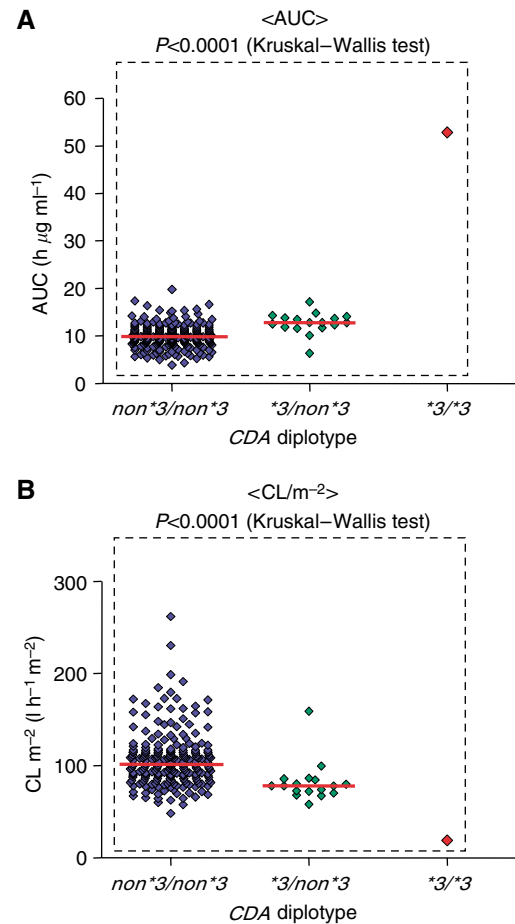 A
<AUC>
P<0.0001 (Kruskal–Wallis test)
60
50
40
30
20
10
0
AUC (h μg ml⁻¹)
non*3/non*3 *3/non*3 *3/*3
CDA diplotype
B
<CL/m⁻²>
P<0.0001 (Kruskal–Wallis test)
300
200
100
0
CL m⁻² (l h⁻¹ m⁻²)
non*3/non*3 *3/non*3 *3/*3
CDA diplotype